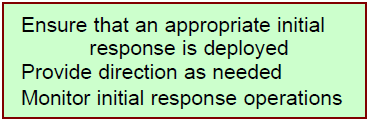 Ensure that an appropriate initial
response is deployed
Provide direction as needed
Monitor initial response operations